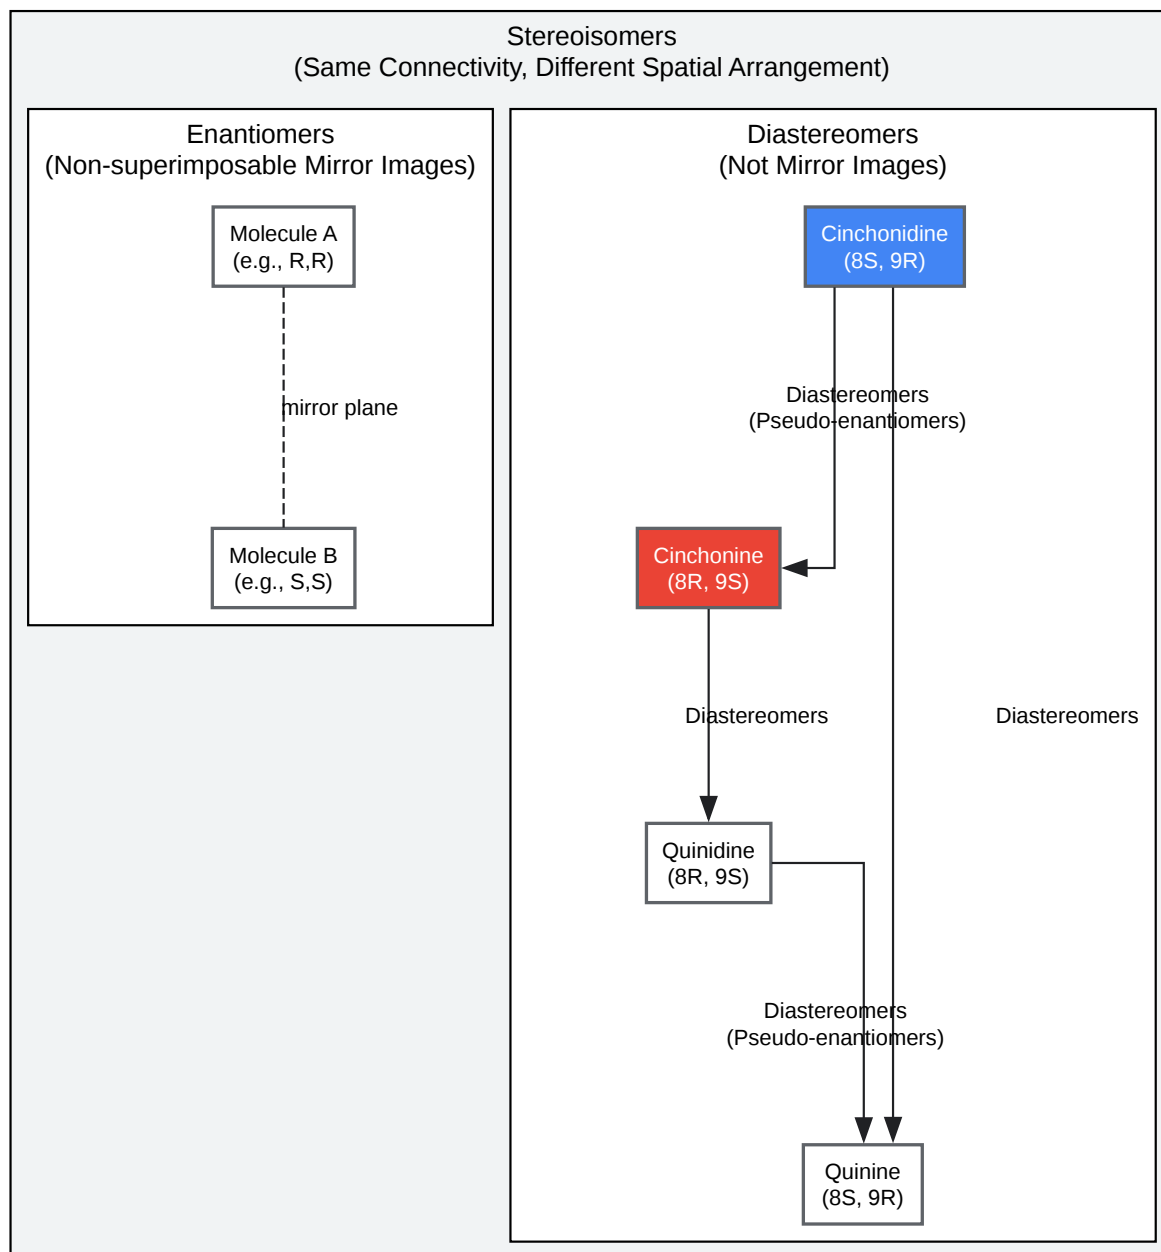 Stereoisomers
(Same Connectivity, Different Spatial Arrangement)
Enantiomers
(Non-superimposable Mirror Images)
Molecule A
(e.g., R,R)
mirror plane
Molecule B
(e.g., S,S)
Diastereomers
(Not Mirror Images)
Cinchonidine
(8S, 9R)
Diastereomers
(Pseudo-enantiomers)
Cinchonine
(8R, 9S)
Diastereomers
Diastereomers
Quinidine
(8R, 9S)
Diastereomers
(Pseudo-enantiomers)
Quinine
(8S, 9R)